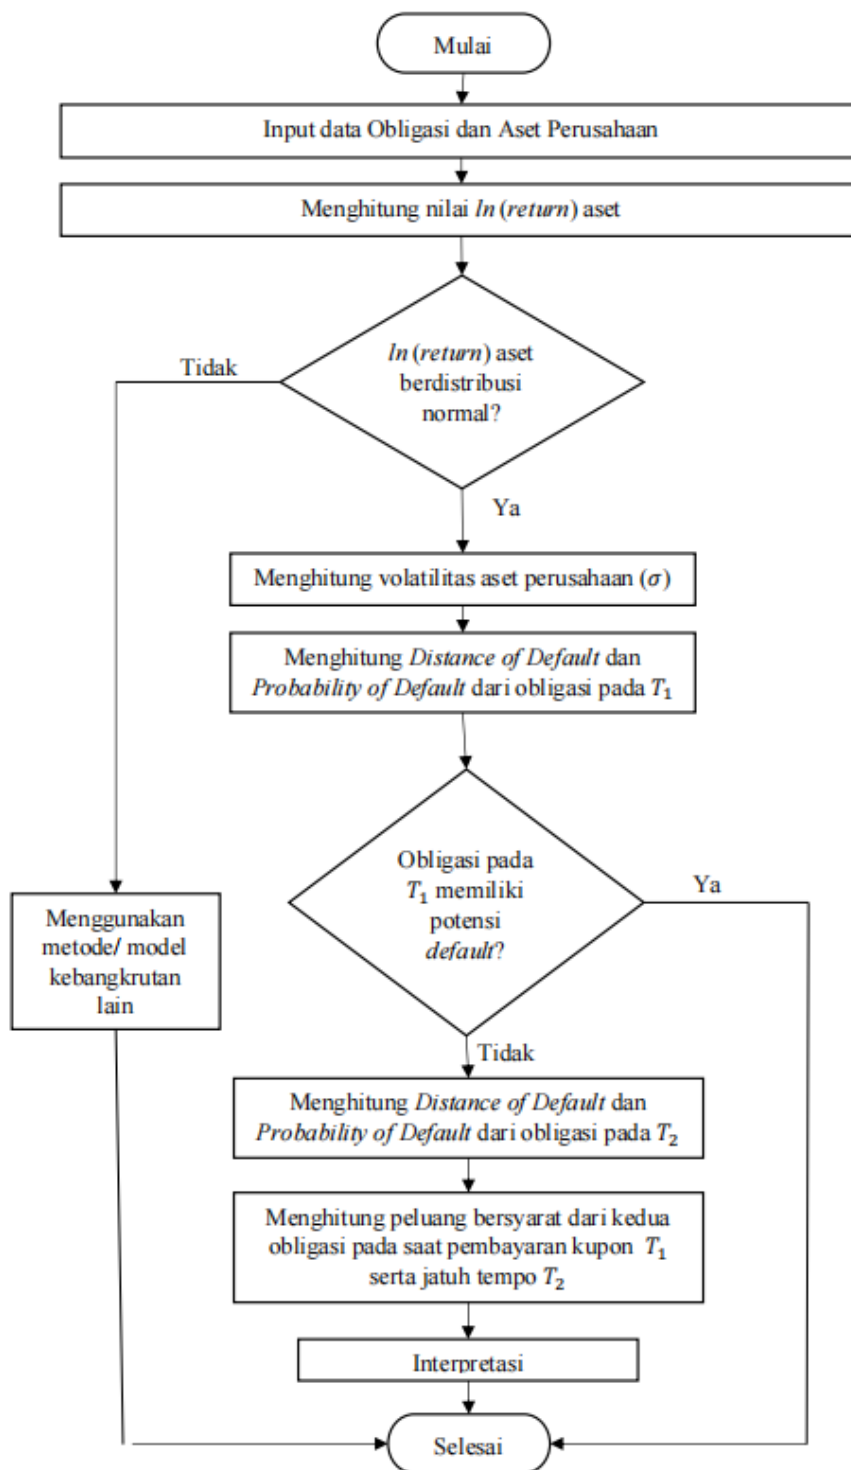 Mulai
Input data Obligasi dan Aset Perusahaan
Menghitung nilai ln (return) aset
ln (return) aset
berdistribusi
normal?
Tidak
Ya
Menghitung volatilitas aset perusahaan (σ)
Menghitung Distance of Default dan
Probability of Default dari obligasi pada T₁
Obligasi pada
T₁ memiliki
potensi
default?
Ya
Menggunakan
metode/ model
kebangkrutan
lain
Tidak
Menghitung Distance of Default dan
Probability of Default dari obligasi pada T₂
Menghitung peluang bersyarat dari kedua
obligasi pada saat pembayaran kupon T₁
serta jatuh tempo T₂
Interpretasi
Selesai